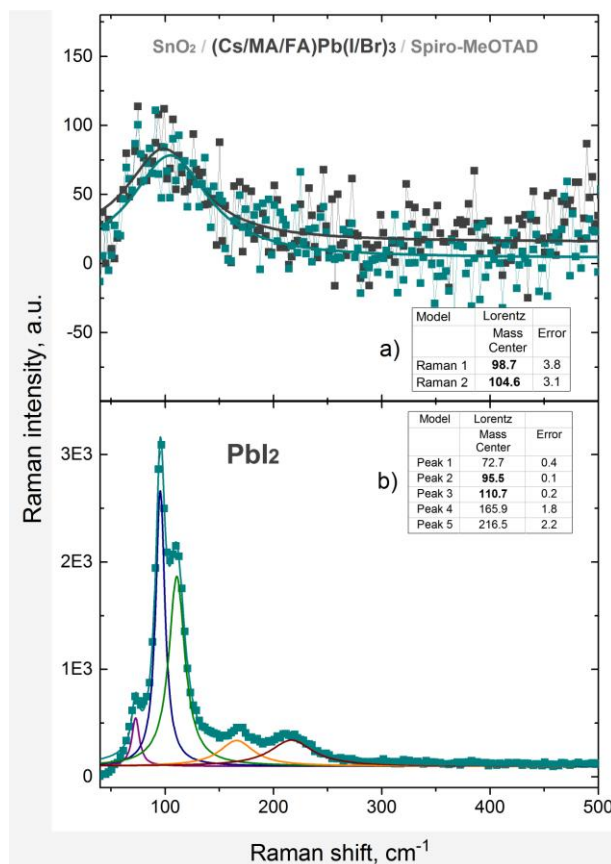 SnO₂ / (Cs/MA/FA)Pb(I/Br)₃ / Spiro-MeOTAD
150
100
50
0
-50
a)
Model Lorentz
Mass Center Error
Raman 1 98.7 3.8
Raman 2 104.6 3.1
Raman intensity, a.u.
PbI₂
b)
Model Lorentz
Mass Center Error
Peak 1 72.7 0.4
Peak 2 95.5 0.1
Peak 3 110.7 0.2
Peak 4 165.9 1.8
Peak 5 216.5 2.2
3E3
2E3
1E3
0
100 200 300 400 500
Raman shift, cm⁻¹